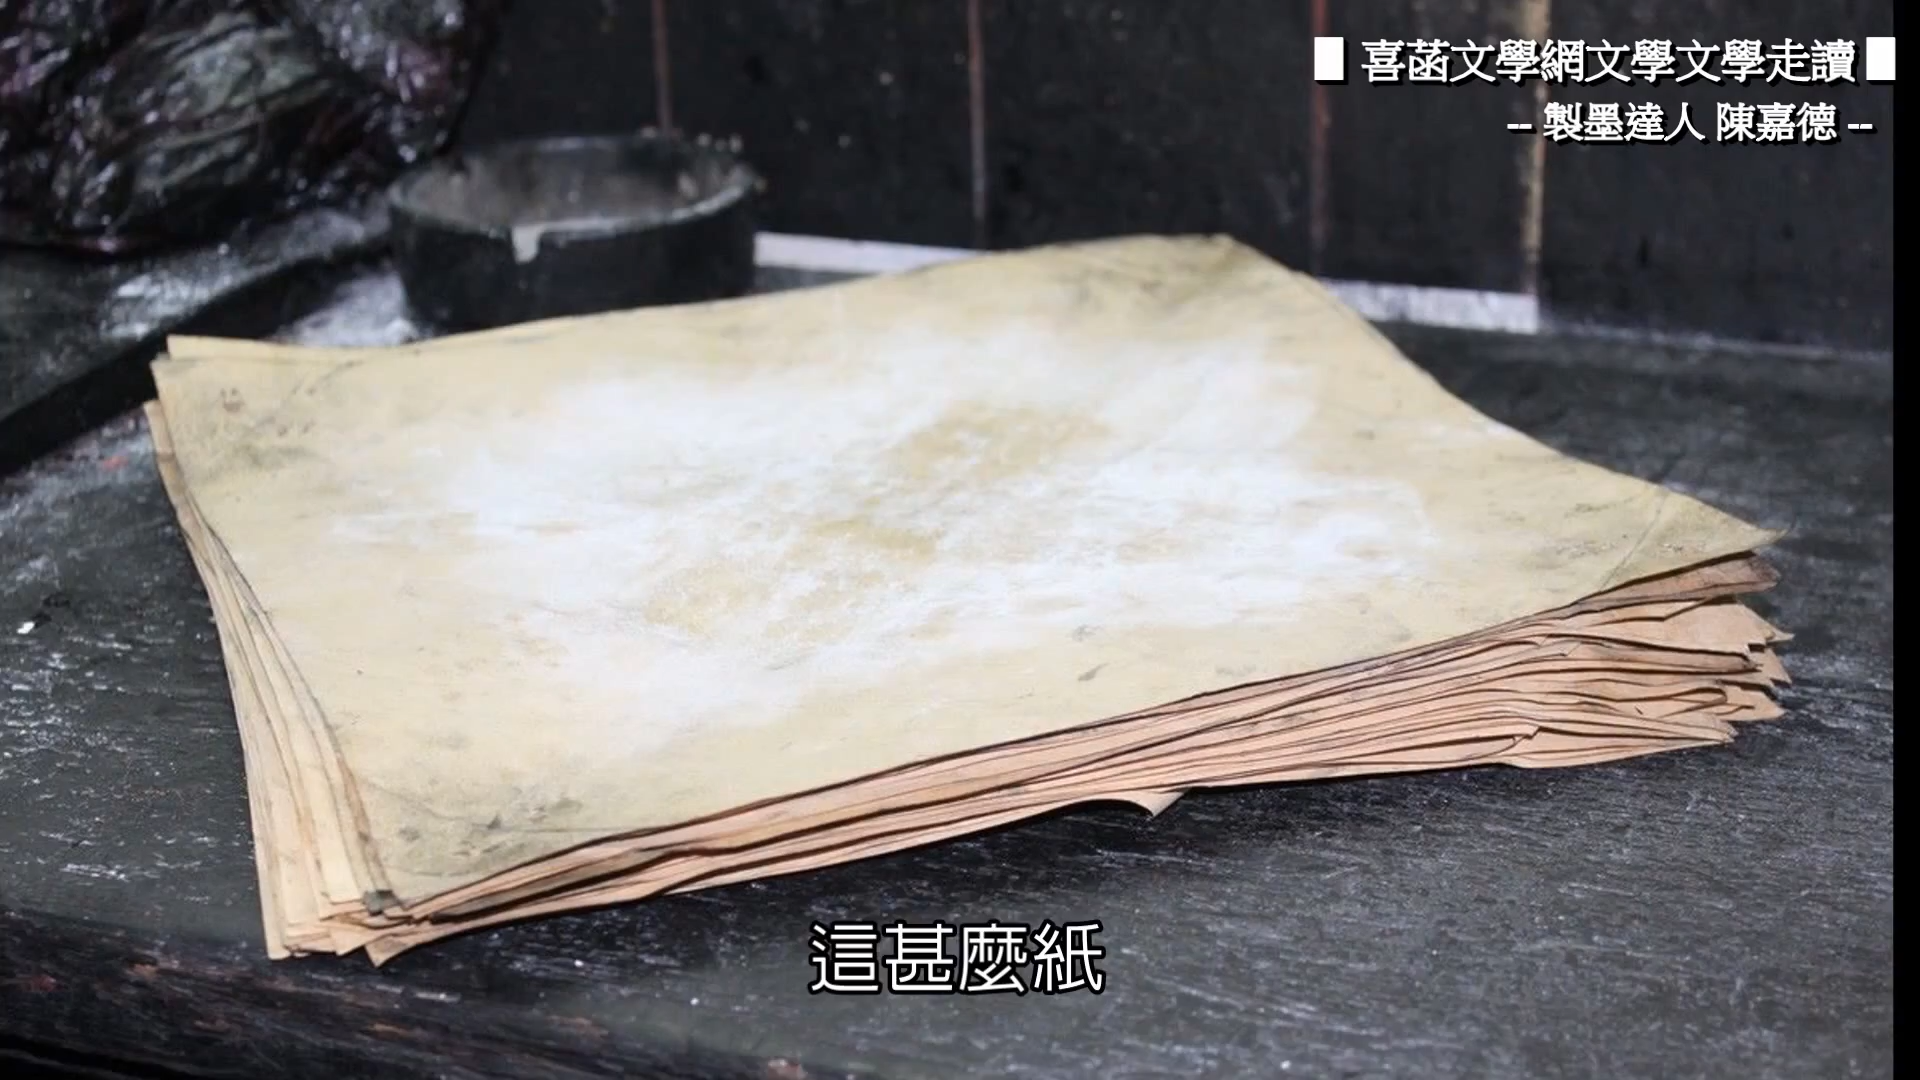 █ 喜菡文學網文學文學走讀 █
-- 製墨達人 陳嘉德 --
這甚麼紙